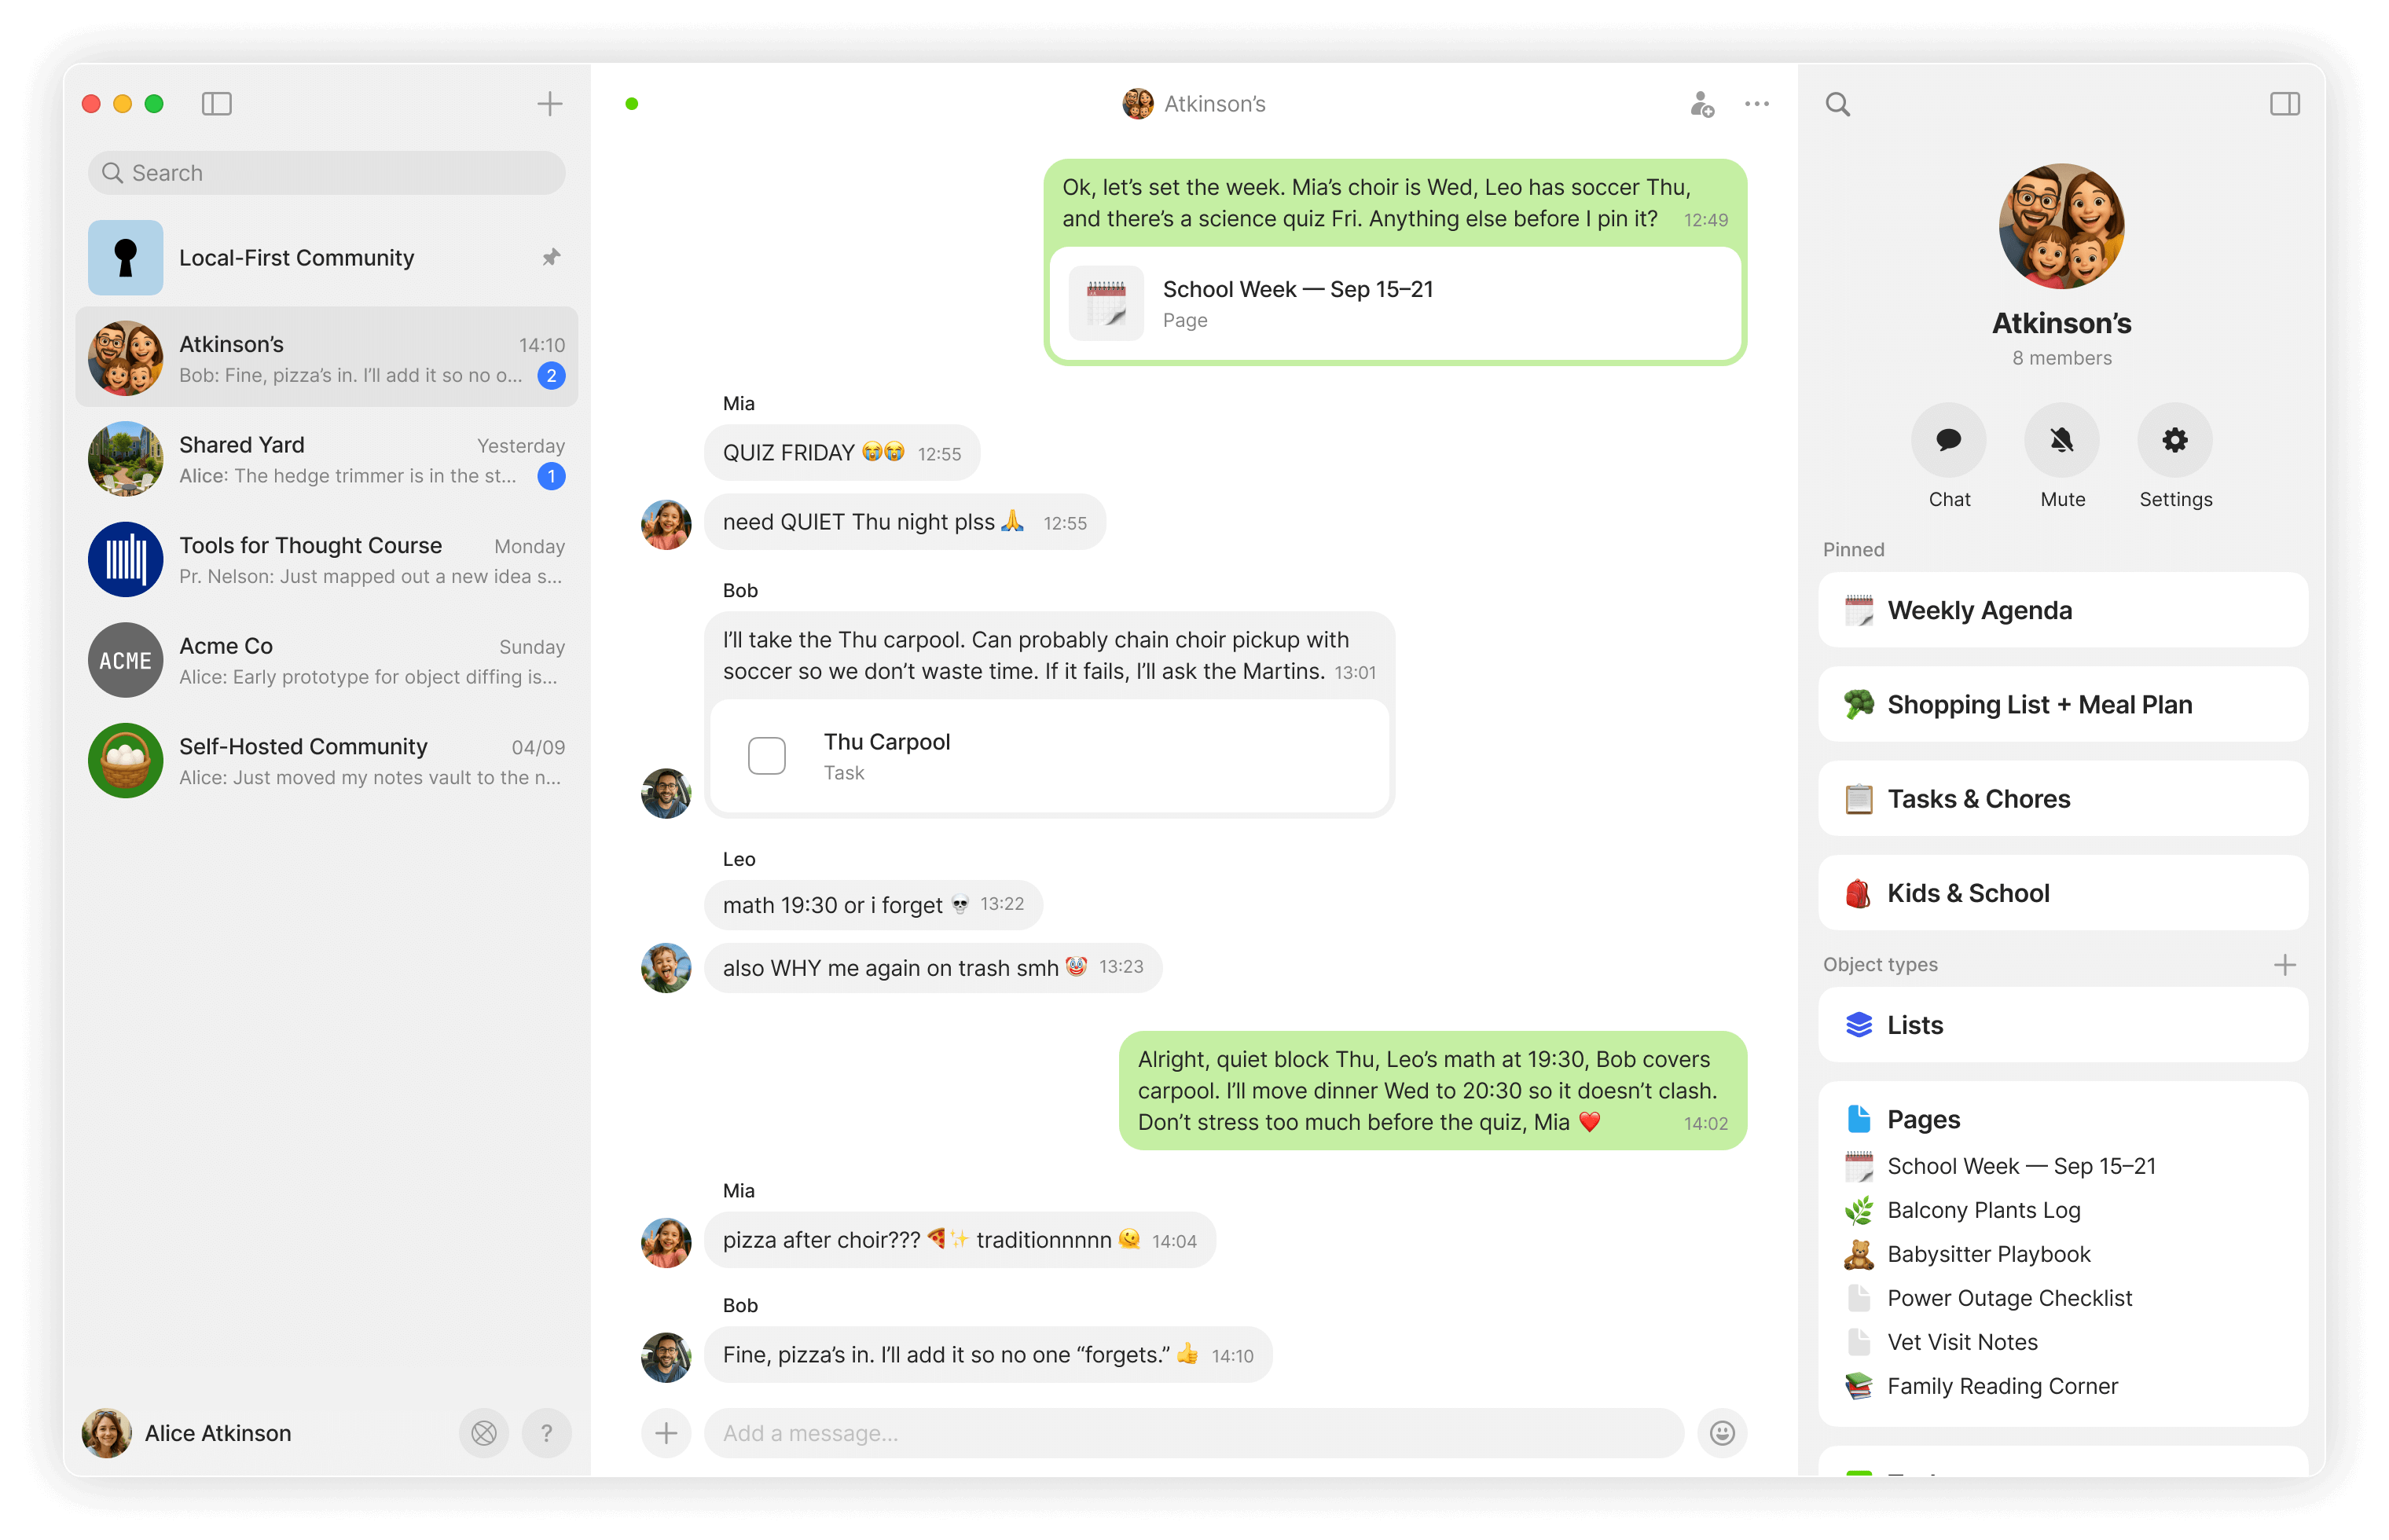 Search
Local-First Community
Atkinson’s
14:10
Bob: Fine, pizza’s in. I’ll add it so no o...
2
Shared Yard
Yesterday
Alice: The hedge trimmer is in the st...
1
Tools for Thought Course
Monday
Pr. Nelson: Just mapped out a new idea s...
ACME
Acme Co
Sunday
Alice: Early prototype for object diffing is...
Self-Hosted Community
04/09
Alice: Just moved my notes vault to the n...
Alice Atkinson
?
Atkinson’s
Ok, let’s set the week. Mia’s choir is Wed, Leo has soccer Thu,
and there’s a science quiz Fri. Anything else before I pin it? 12:49
School Week — Sep 15–21
Page
Mia
QUIZ FRIDAY 😭😭 12:55
need QUIET Thu night plss 🙏 12:55
Bob
I’ll take the Thu carpool. Can probably chain choir pickup with
soccer so we don’t waste time. If it fails, I’ll ask the Martins. 13:01
Thu Carpool
Task
Leo
math 19:30 or i forget 💀 13:22
also WHY me again on trash smh 🤡 13:23
Alright, quiet block Thu, Leo’s math at 19:30, Bob covers
carpool. I’ll move dinner Wed to 20:30 so it doesn’t clash.
Don’t stress too much before the quiz, Mia ❤️ 14:02
Mia
pizza after choir??? 🍕✨ traditionnnnn 🫠 14:04
Bob
Fine, pizza’s in. I’ll add it so no one “forgets.” 👍 14:10
Add a message...
Atkinson’s
8 members
Chat
Mute
Settings
Pinned
Weekly Agenda
Shopping List + Meal Plan
Tasks & Chores
Kids & School
Object types
Lists
Pages
School Week — Sep 15–21
Balcony Plants Log
Babysitter Playbook
Power Outage Checklist
Vet Visit Notes
Family Reading Corner